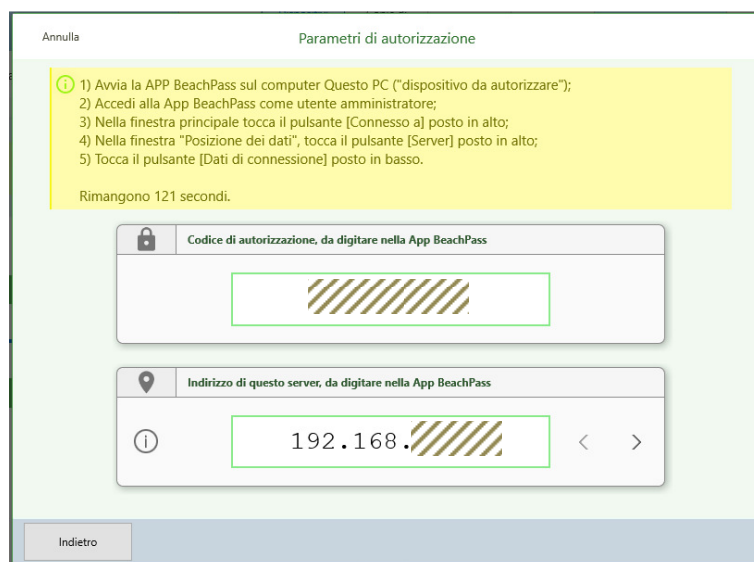 Annulla
Parametri di autorizzazione
1) Avvia la APP BeachPass sul computer Questo PC ("dispositivo da autorizzare");
2) Accedi alla App BeachPass come utente amministratore;
3) Nella finestra principale tocca il pulsante [Connesso a] posto in alto;
4) Nella finestra "Posizione dei dati", tocca il pulsante [Server] posto in alto;
5) Tocca il pulsante [Dati di connessione] posto in basso.
Rimangono 121 secondi.
Codice di autorizzazione, da digitare nella App BeachPass
Indirizzo di questo server, da digitare nella App BeachPass
192.168.
Indietro